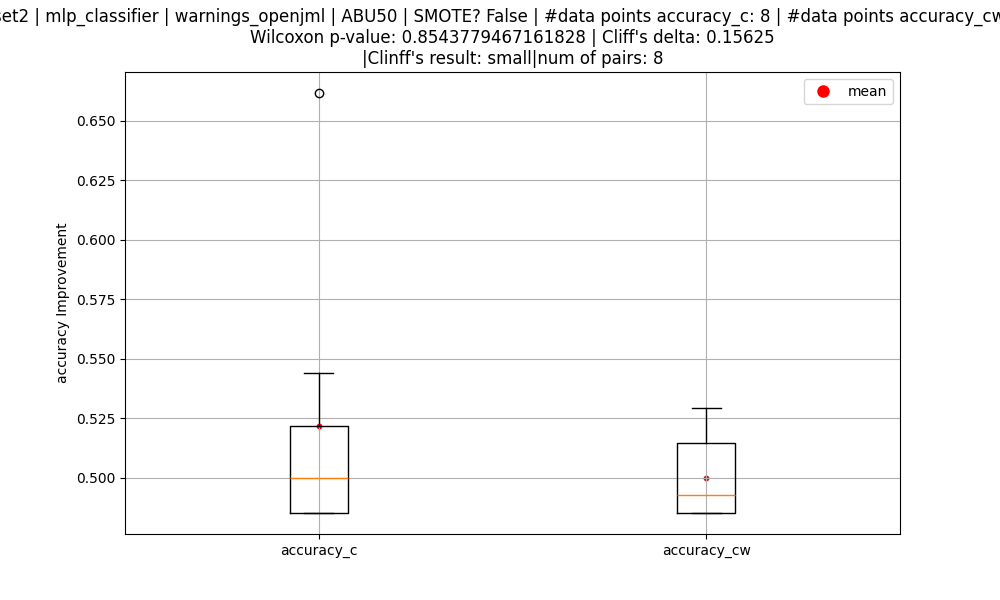 set2 | mlp_classifier | warnings_openjml | ABU50 | SMOTE? False | #data points accuracy_c: 8 | #data points accuracy_cw
Wilcoxon p-value: 0.8543779467161828 | Cliff's delta: 0.15625
|Clinff's result: small|num of pairs: 8
mean
0.650
0.625
0.600
0.575
0.550
0.525
0.500
accuracy Improvement
accuracy_c
accuracy_cw